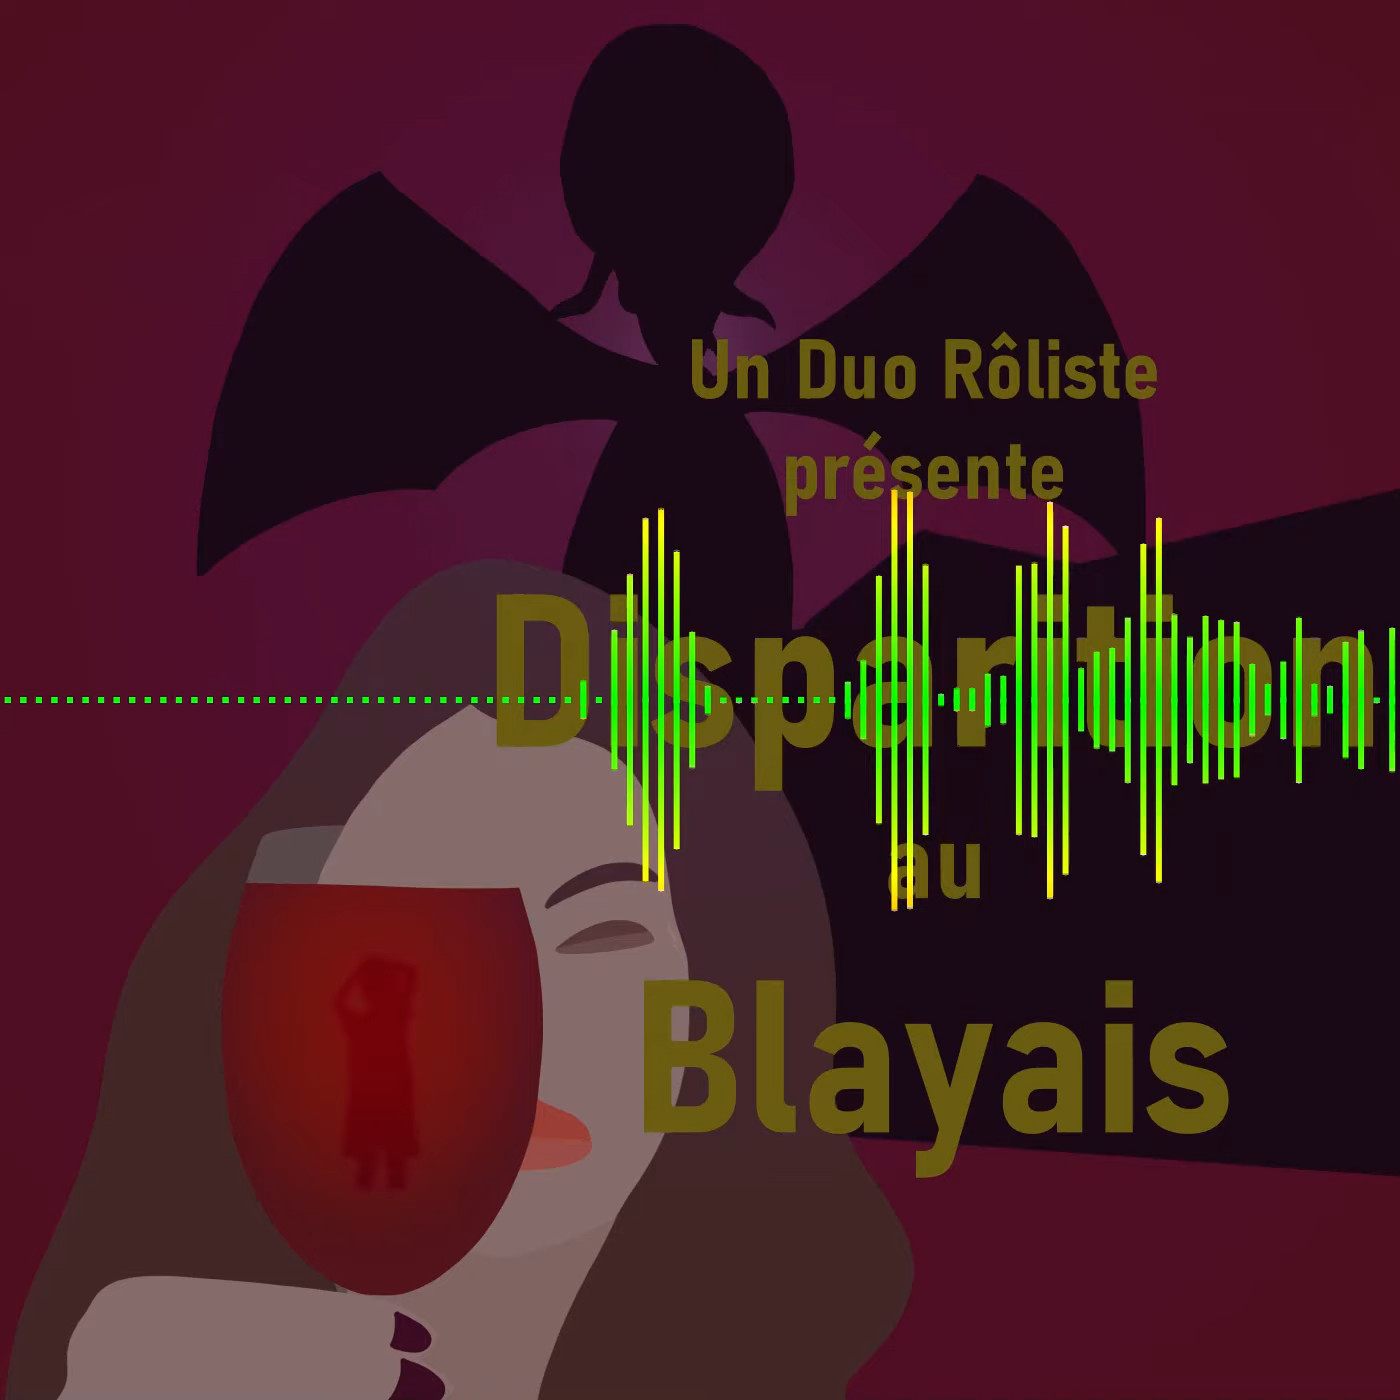 Un Duo Rôliste
présente
Disparition
au
Blayais